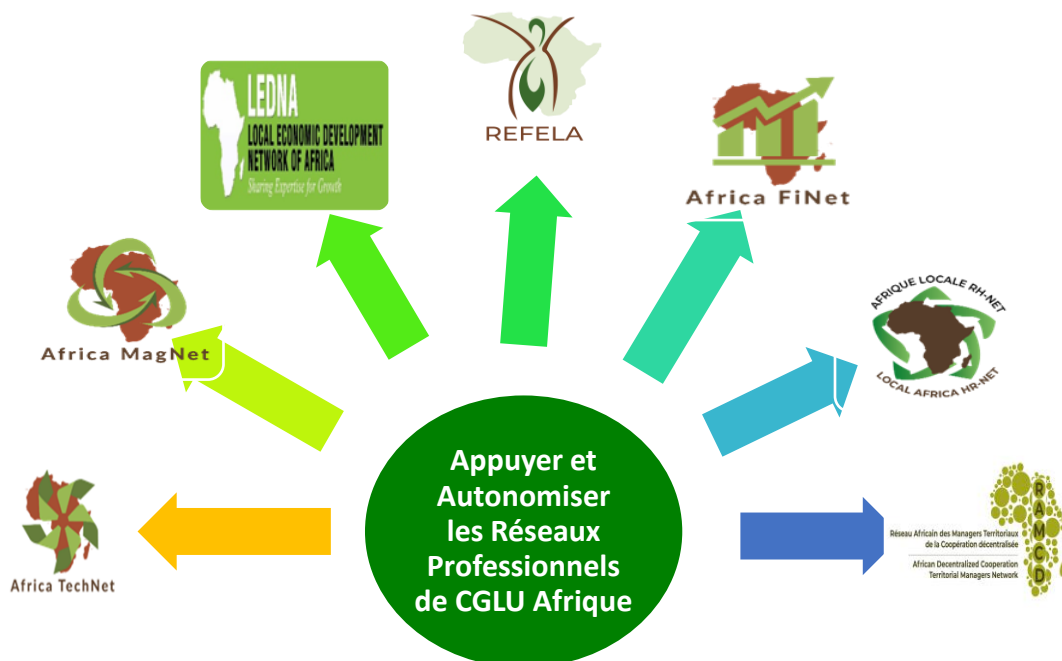 REFELA
LEDNA
LOCAL ECONOMIC DEVELOPMENT
NETWORK OF AFRICA
Sharing Expertise for Growth
Africa FiNet
Africa MagNet
AFRIQUE LOCALE RH-NET
LOCAL AFRICA HR-NET
Appuyer et
Autonomiser
les Réseaux
Professionnels
de CGLU Afrique
Africa TechNet
RAMCD
Réseau Africain des Managers Territoriaux
de la Coopération décentralisée
African Decentralized Cooperation
Territorial Managers Network